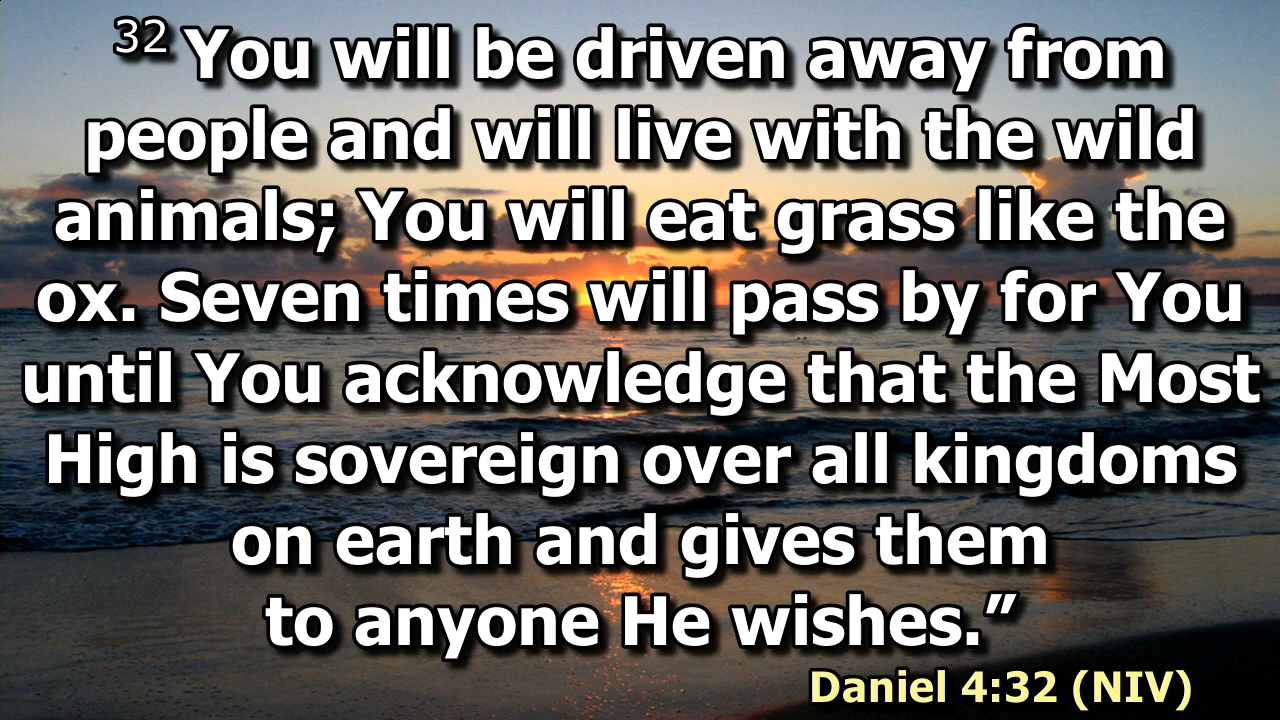 32 You will be driven away from
people and will live with the wild
animals; You will eat grass like the
ox. Seven times will pass by for You
until You acknowledge that the Most
High is sovereign over all kingdoms
on earth and gives them
to anyone He wishes.”
Daniel 4:32 (NIV)